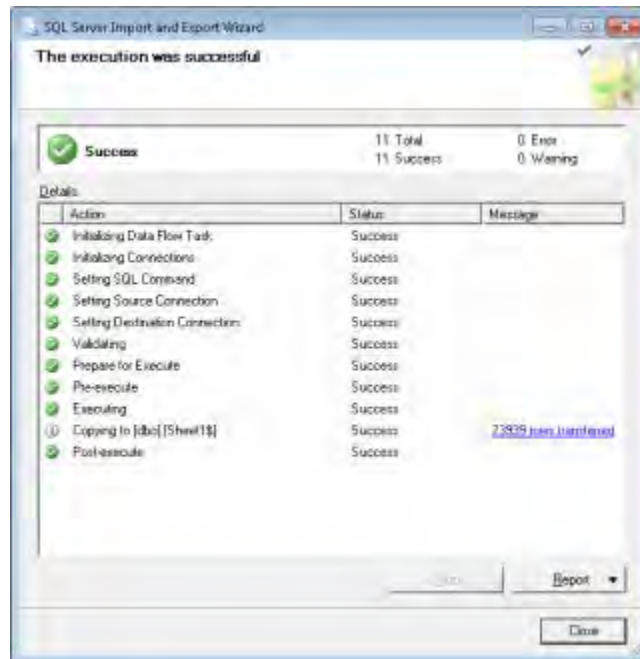 SQL Server Import and Export Wizard
The execution was successful
Success
11 Total
0 Error
11 Success
0 Warning
Details
Action Status Message
Initializing Data Flow Task Success
Initializing Connections Success
Setting SQL Command Success
Setting Source Connection Success
Setting Destination Connection Success
Validating Success
Prepare for Execute Success
Pre-execute Success
Executing Success
Copying to [dbo].[Sheet1$] Success 23939 rows transferred
Post-execute Success
Report
Close